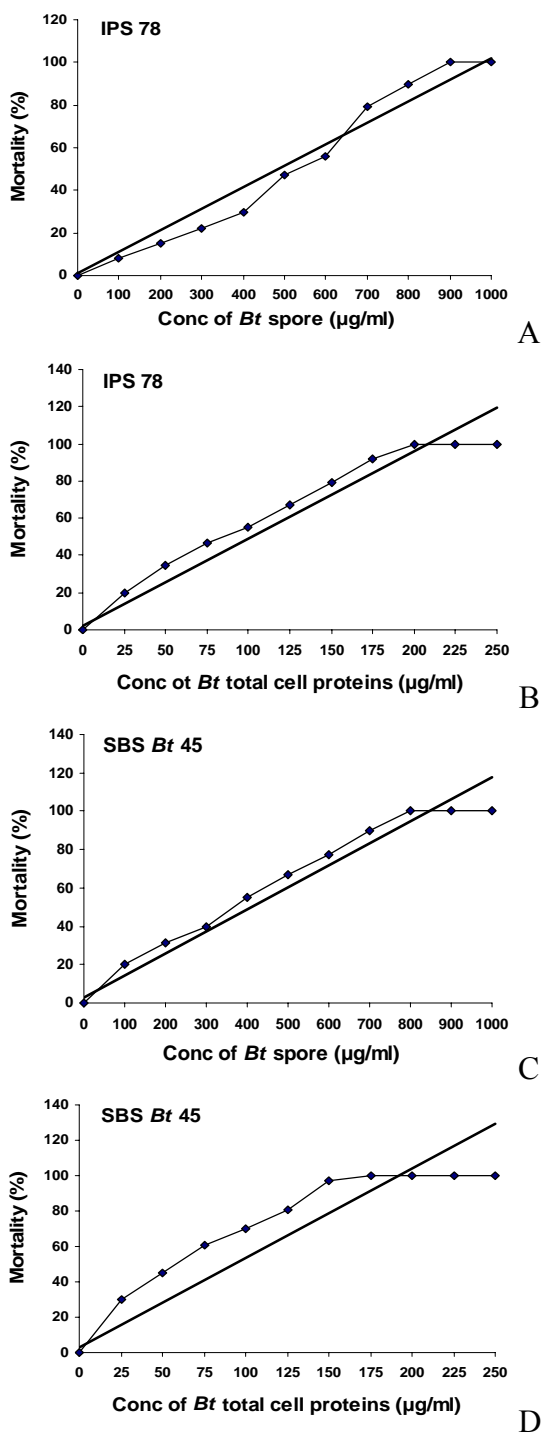 IPS 78
Mortality (%)
120
100
80
60
40
20
0
0 100 200 300 400 500 600 700 800 900 1000
Conc of Bt spore (µg/ml)
A
IPS 78
Mortality (%)
140
120
100
80
60
40
20
0
0 25 50 75 100 125 150 175 200 225 250
Conc ot Bt total cell proteins (µg/ml)
B
SBS Bt 45
Mortality (%)
140
120
100
80
60
40
20
0
0 100 200 300 400 500 600 700 800 900 1000
Conc of Bt spore (µg/ml)
C
SBS Bt 45
Mortality (%)
140
120
100
80
60
40
20
0
0 25 50 75 100 125 150 175 200 225 250
Conc of Bt total cell proteins (µg/ml)
D